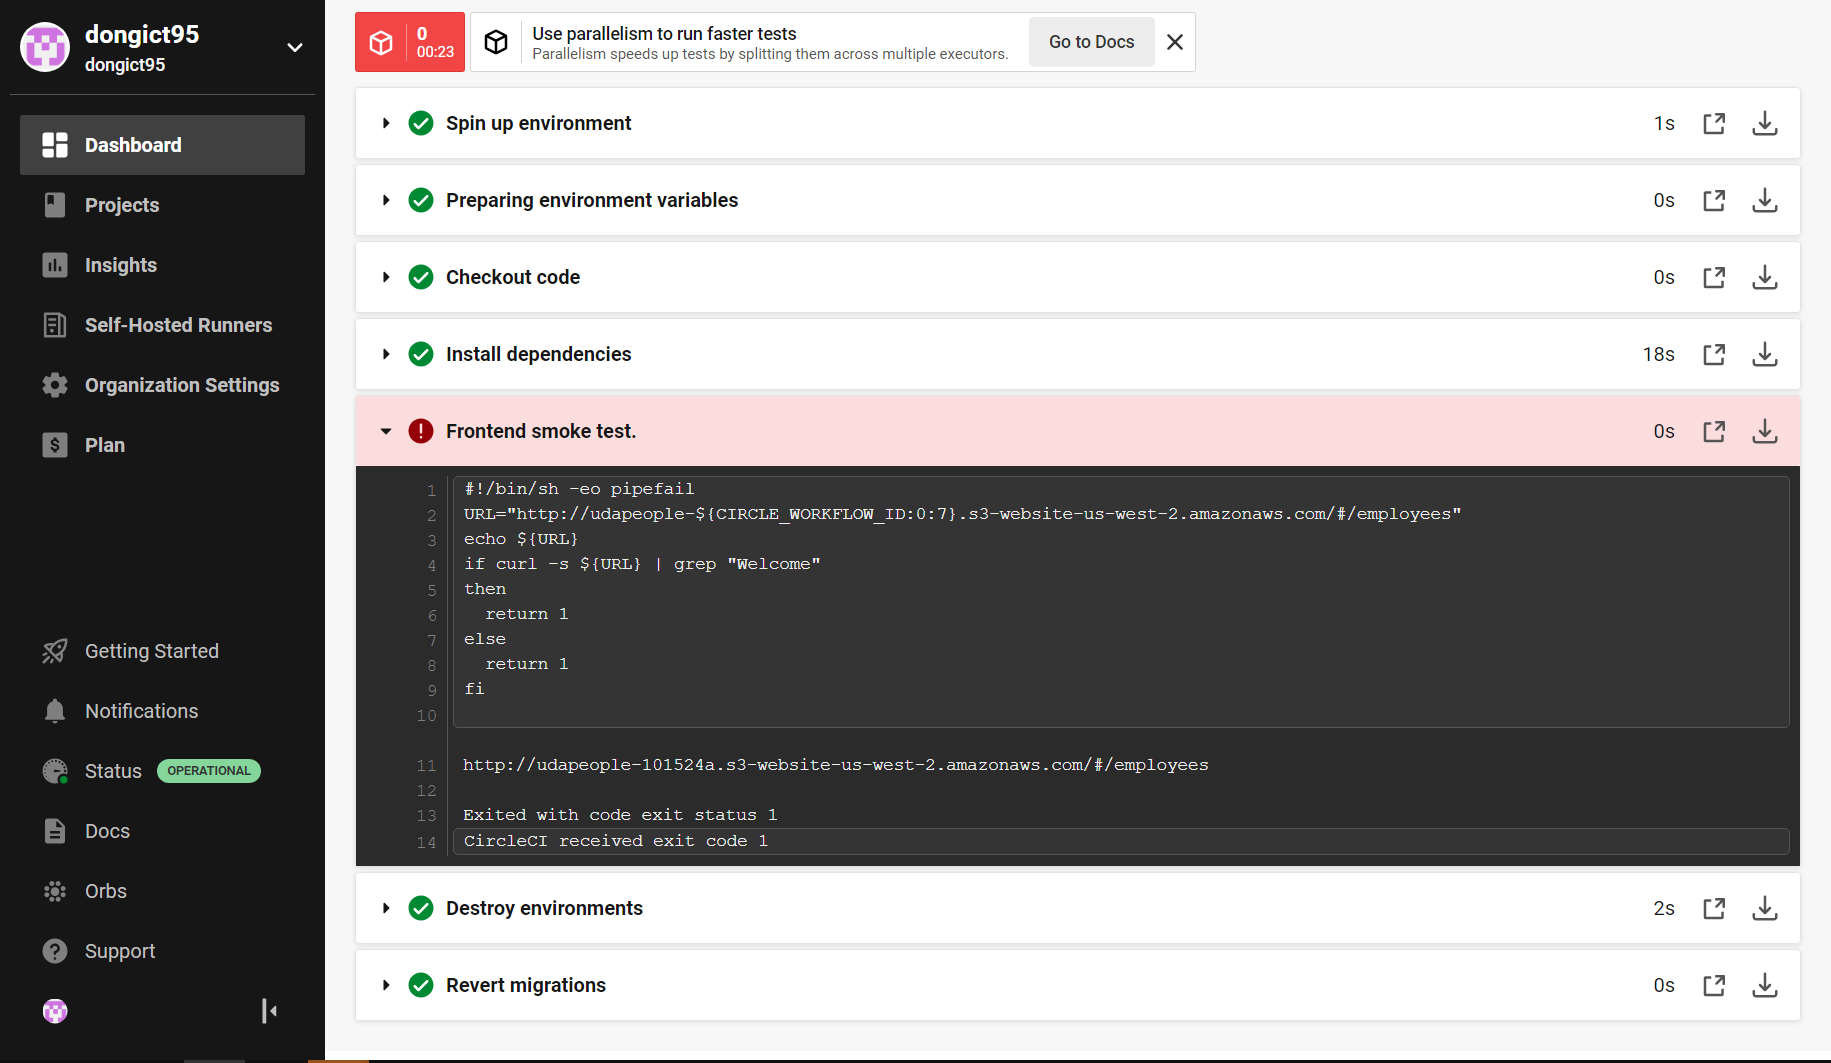 dongict95
dongict95
Dashboard
Projects
Insights
Self-Hosted Runners
Organization Settings
Plan
Getting Started
Notifications
Status OPERATIONAL
Docs
Orbs
Support
0
00:23
Use parallelism to run faster tests
Parallelism speeds up tests by splitting them across multiple executors.
Go to Docs
Spin up environment 1s
Preparing environment variables 0s
Checkout code 0s
Install dependencies 18s
Frontend smoke test. 0s
1 #!/bin/sh -eo pipefail
2 URL="http://udapeople-${CIRCLE_WORKFLOW_ID:0:7}.s3-website-us-west-2.amazonaws.com/#/employees"
3 echo ${URL}
4 if curl -s ${URL} | grep "Welcome"
5 then
6   return 1
7 else
8   return 1
9 fi
10
11 http://udapeople-101524a.s3-website-us-west-2.amazonaws.com/#/employees
12
13 Exited with code exit status 1
14 CircleCI received exit code 1
Destroy environments 2s
Revert migrations 0s